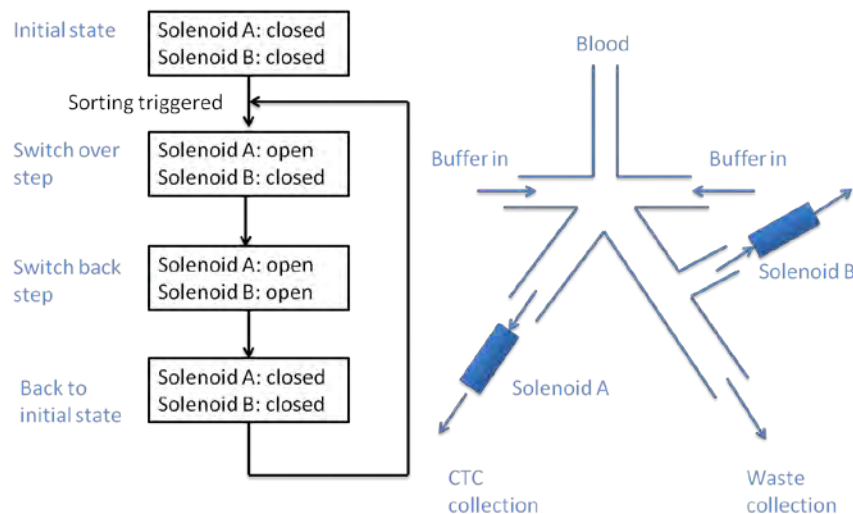 Initial state
Solenoid A: closed
Solenoid B: closed
Sorting triggered
Switch over
step
Solenoid A: open
Solenoid B: closed
Switch back
step
Solenoid A: open
Solenoid B: open
Back to
initial state
Solenoid A: closed
Solenoid B: closed
Blood
Buffer in
Buffer in
Solenoid B
Solenoid A
CTC
collection
Waste
collection